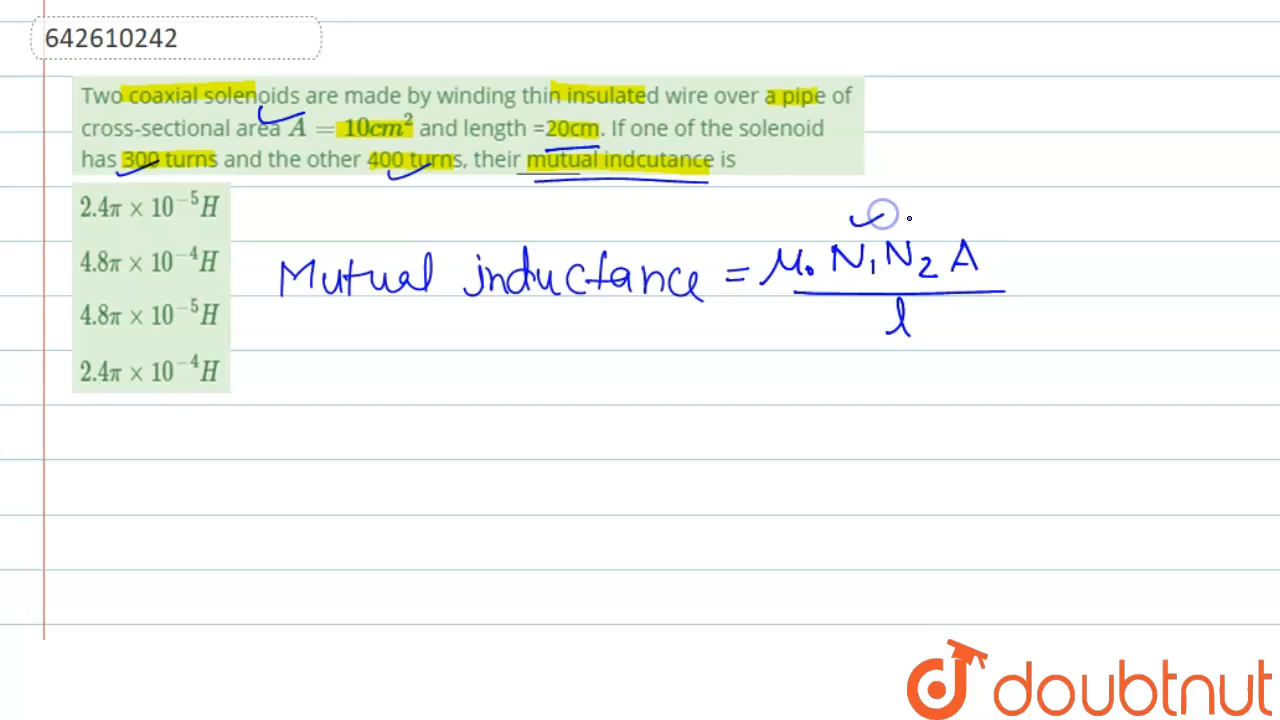 642610242
Two coaxial solenoids are made by winding thin insulated wire over a pipe of
cross-sectional area A = 10cm² and length =20cm. If one of the solenoid
has 300 turns and the other 400 turns, their mutual indcutance is
2.4π × 10⁻⁵H
4.8π × 10⁻⁴H
4.8π × 10⁻⁵H
2.4π × 10⁻⁴H
Mutual inductance = μ₀ N₁N₂ A
l
doubtnut